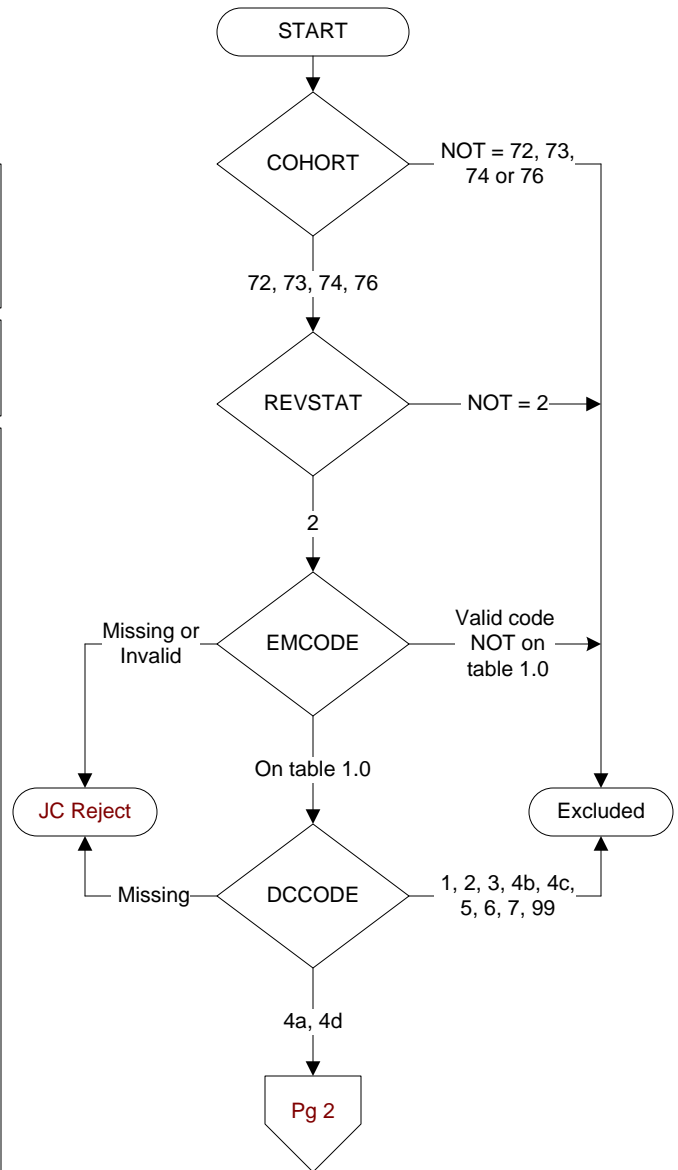 START
COHORT
NOT = 72, 73,
74 or 76
72, 73, 74, 76
REVSTAT
NOT = 2
2
Missing or
Invalid
EMCODE
Valid code
NOT on
table 1.0
On table 1.0
JC Reject
Excluded
Missing
DCCODE
1, 2, 3, 4b, 4c,
5, 6, 7, 99
4a, 4d
Pg 2